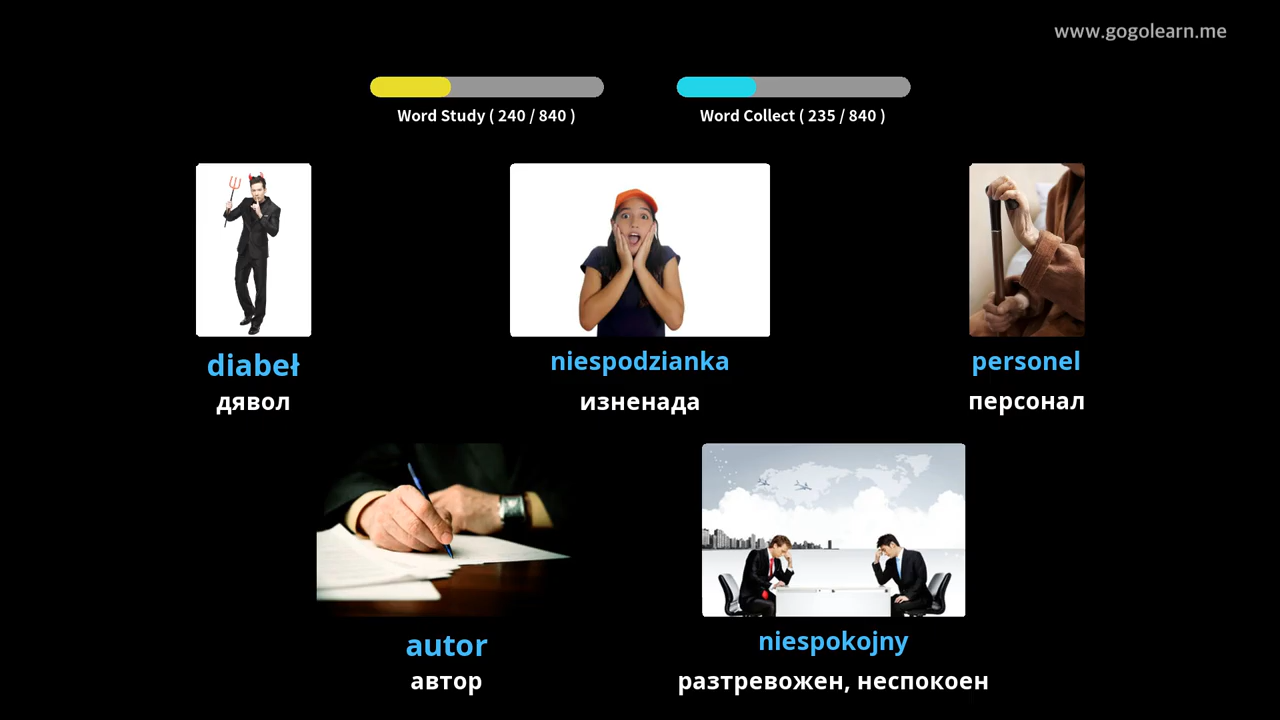 www.gogolearn.me
Word Study ( 240 / 840 )
Word Collect ( 235 / 840 )
diabeł
niespodzianka
personel
дявол
изненада
персонал
autor
niespokojny
автор
разтревожен, неспокоен